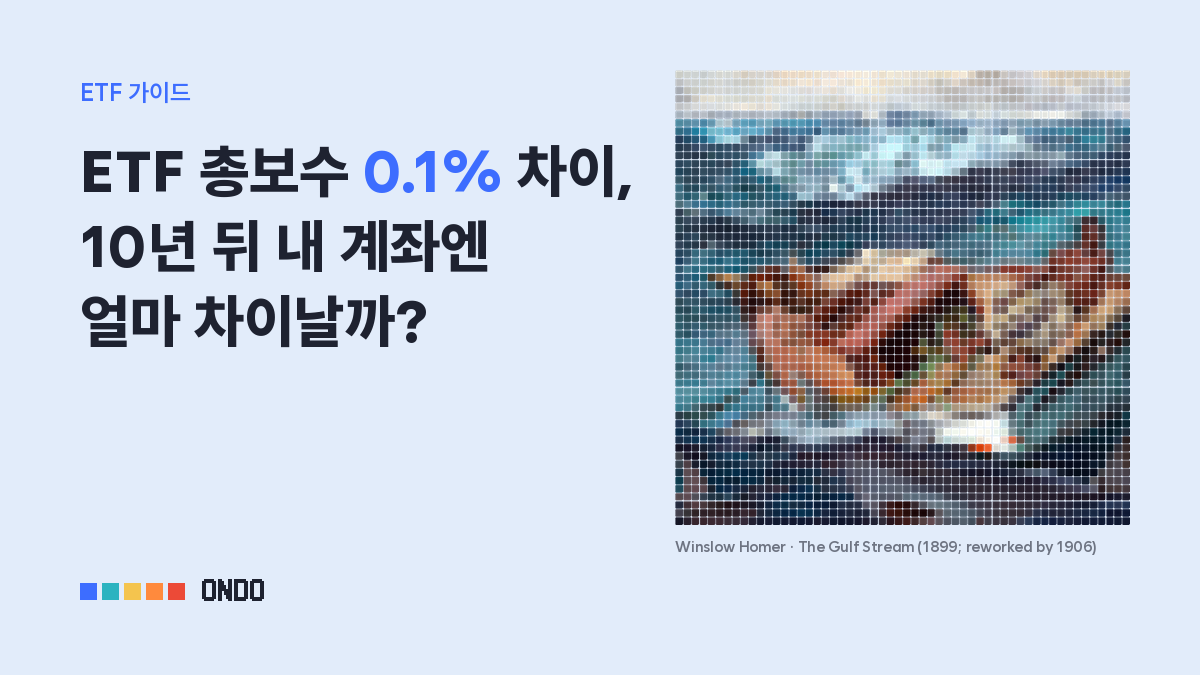 ETF 가이드
ETF 총보수 0.1% 차이,
10년 뒤 내 계좌엔
얼마 차이날까?
Winslow Homer · The Gulf Stream (1899; reworked by 1906)
ONDO